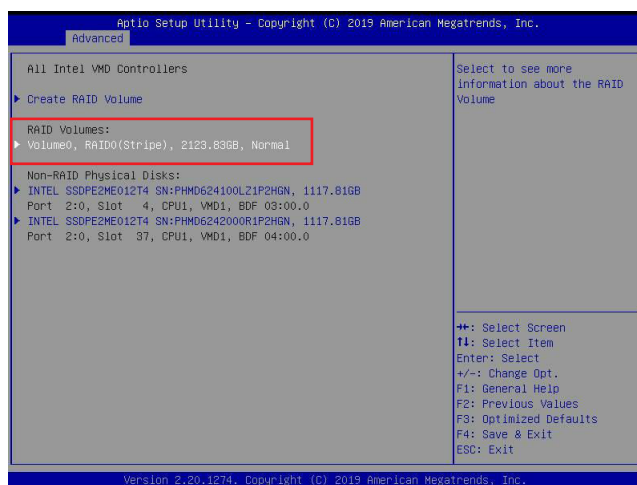 Aptio Setup Utility – Copyright (C) 2019 American Megatrends, Inc.
Advanced
All Intel VMD Controllers
Create RAID Volume
RAID Volumes:
Volume0, RAID0(Stripe), 2123.83GB, Normal
Non-RAID Physical Disks:
INTEL SSDPE2ME012T4 SN:PHMD624100LZ1P2HGN, 1117.81GB
Port 2:0, Slot 4, CPU1, VMD1, BDF 03:00.0
INTEL SSDPE2ME012T4 SN:PHMD6242000R1P2HGN, 1117.81GB
Port 2:0, Slot 37, CPU1, VMD1, BDF 04:00.0
Select to see more
information about the RAID
Volume
→←: Select Screen
↑↓: Select Item
Enter: Select
+/-: Change Opt.
F1: General Help
F2: Previous Values
F3: Optimized Defaults
F4: Save & Exit
ESC: Exit
Version 2.20.1274. Copyright (C) 2019 American Megatrends, Inc.